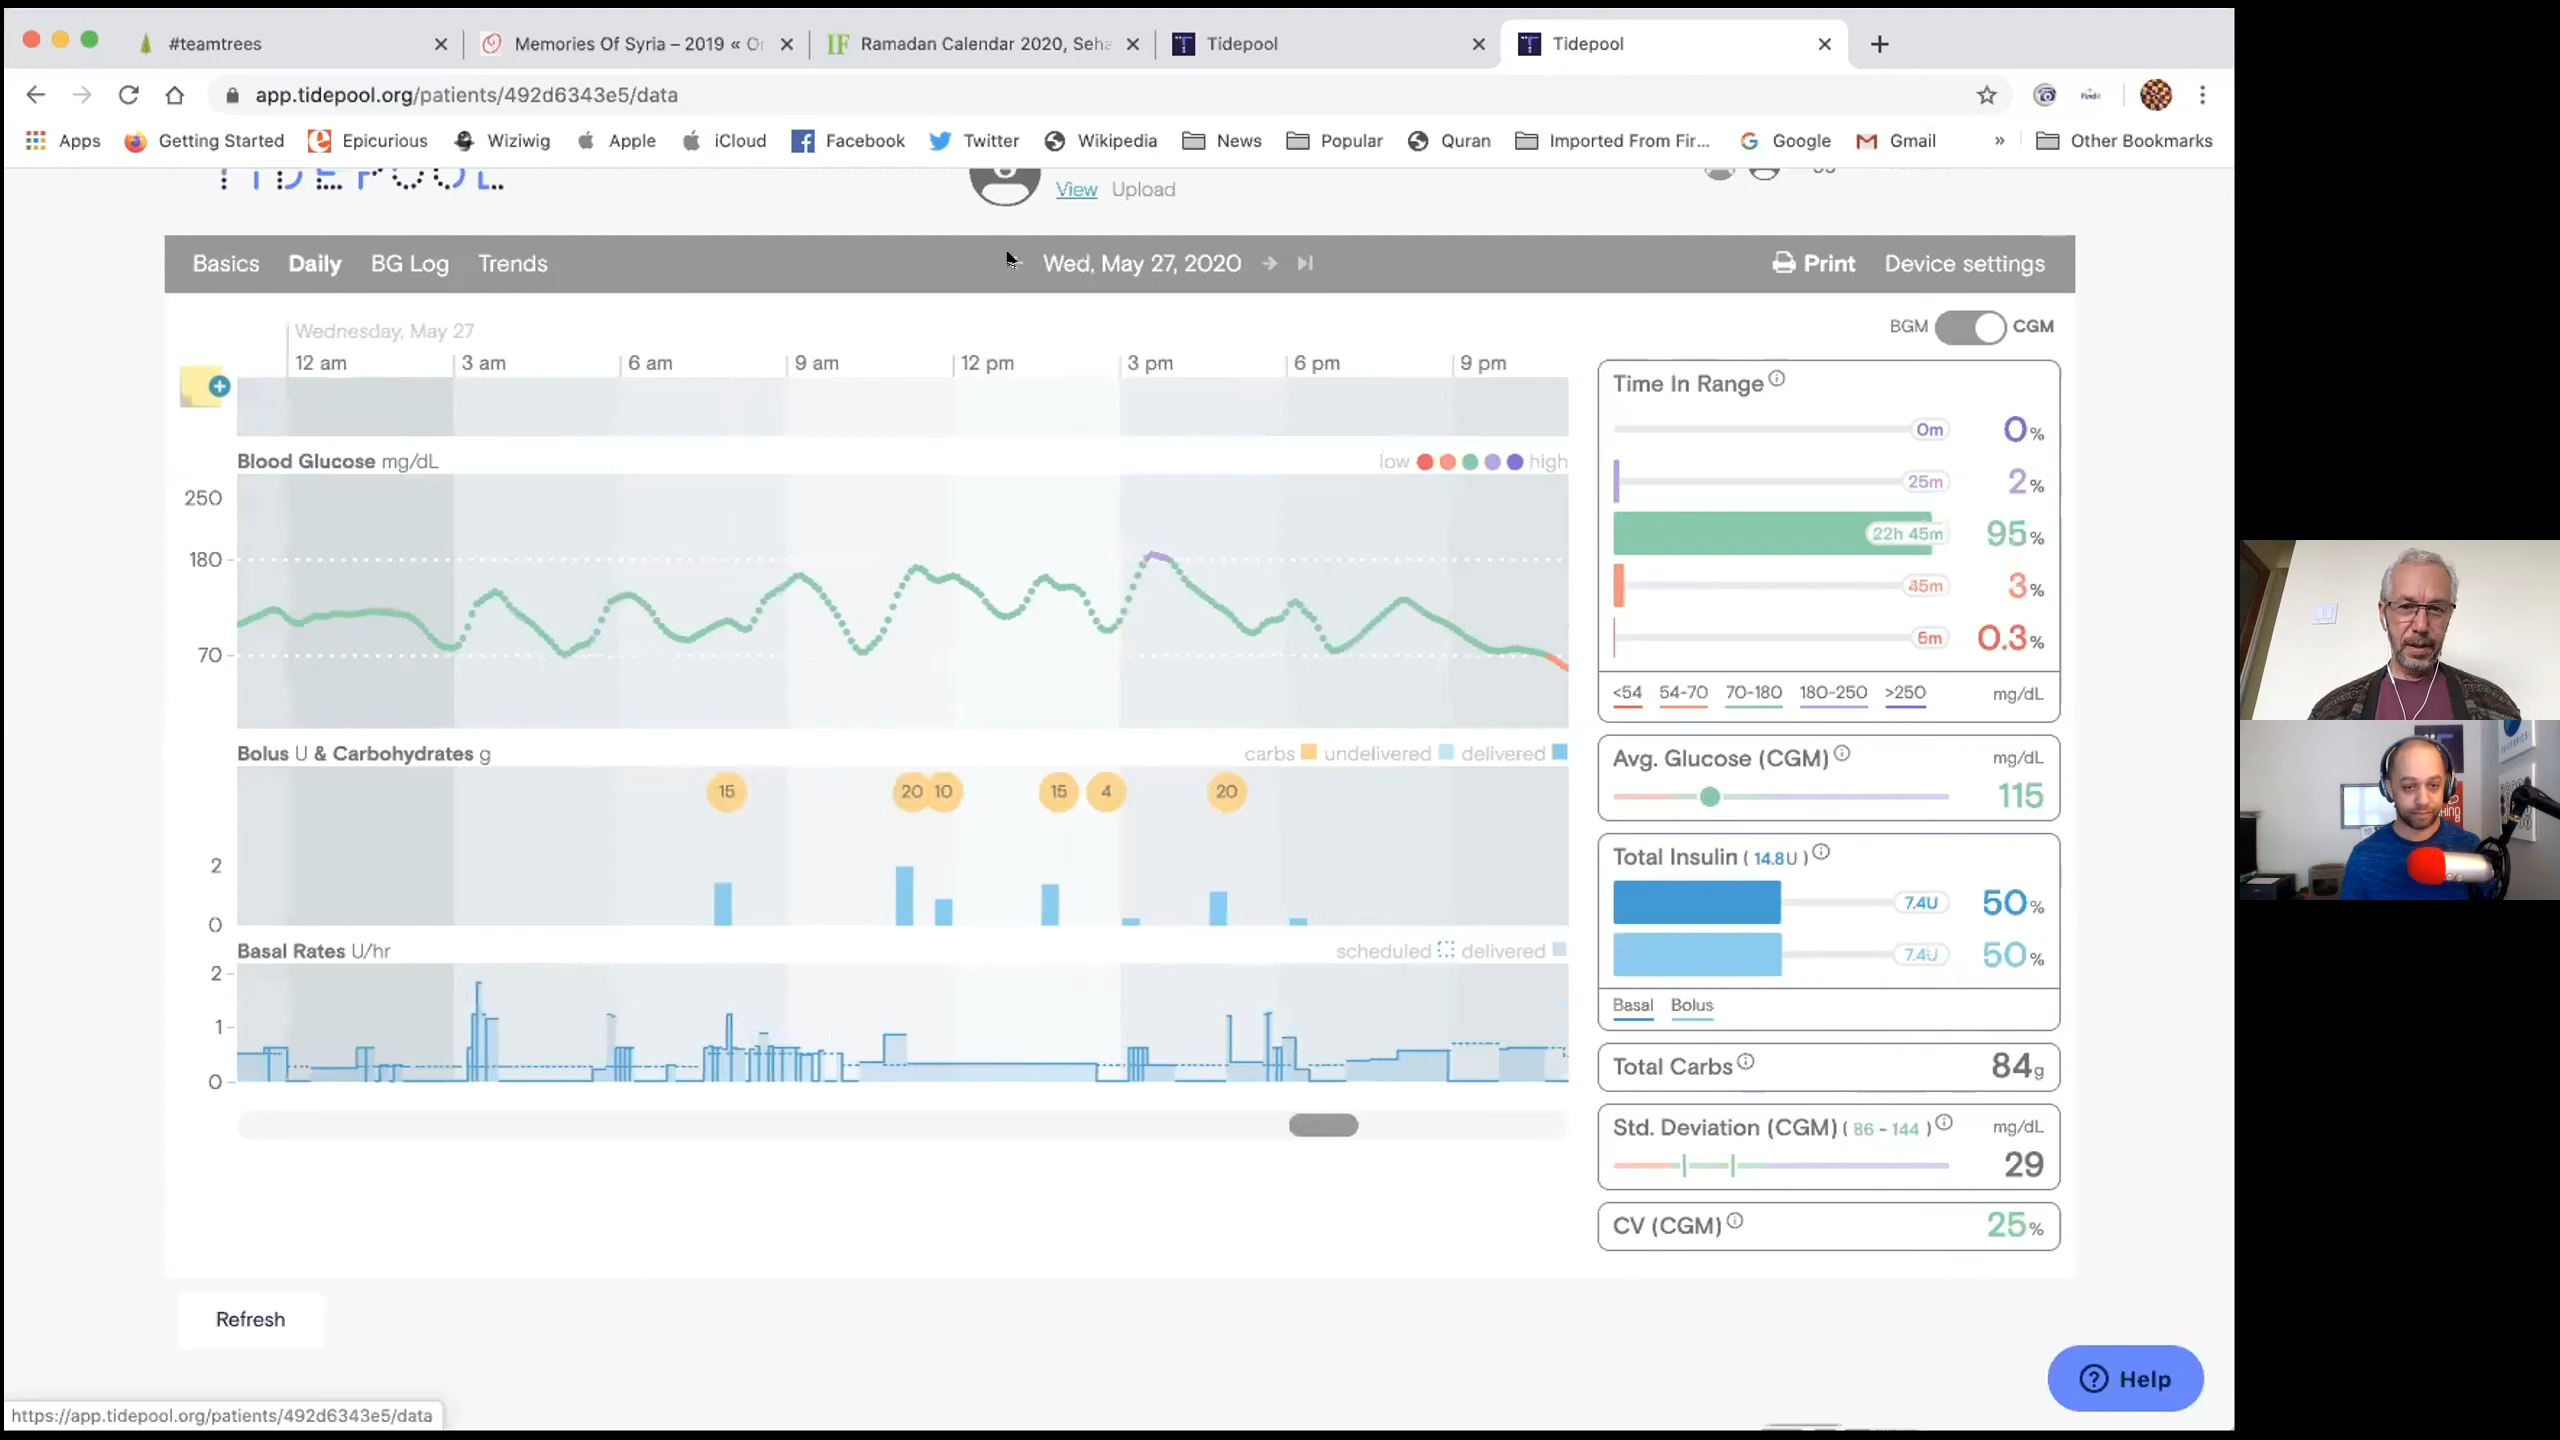 #teamtrees
Memories Of Syria – 2019 «
Ramadan Calendar 2020, Seh
Tidepool
Tidepool
app.tidepool.org/patients/492d6343e5/data
Apps Getting Started Epicurious Wiziwig Apple iCloud Facebook Twitter Wikipedia News Popular Quran Imported From Fir... Google Gmail » Other Bookmarks
TIDEPOOL
View Upload
Basics Daily BG Log Trends Wed, May 27, 2020 Print Device settings
BGM CGM
Wednesday, May 27
12 am 3 am 6 am 9 am 12 pm 3 pm 6 pm 9 pm
Blood Glucose mg/dL low high
250
180
70
Bolus U & Carbohydrates g carbs undelivered delivered
15 20 10 15 4 20
2
0
Basal Rates U/hr scheduled delivered
2
1
0
Time In Range
0m 0%
25m 2%
22h 45m 95%
45m 3%
5m 0.3%
<54 54-70 70-180 180-250 >250 mg/dL
Avg. Glucose (CGM) mg/dL
115
Total Insulin ( 14.8U )
7.4U 50%
7.4U 50%
Basal Bolus
Total Carbs 84g
Std. Deviation (CGM) ( 86 - 144 ) mg/dL
29
CV (CGM) 25%
Refresh
Help
https://app.tidepool.org/patients/492d6343e5/data